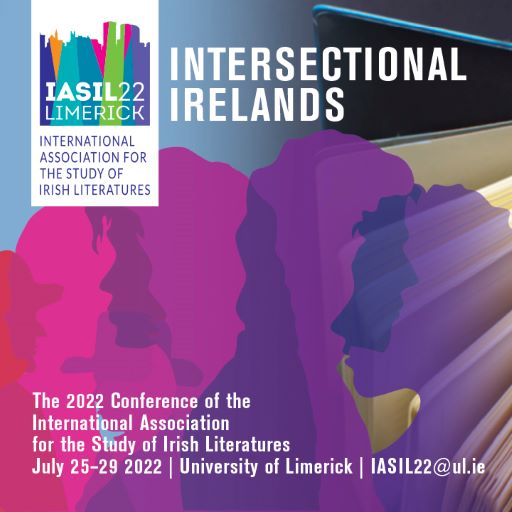 IASIL22
LIMERICK
INTERNATIONAL
ASSOCIATION FOR
THE STUDY OF
IRISH LITERATURES
INTERSECTIONAL
IRELANDS
The 2022 Conference of the
International Association
for the Study of Irish Literatures
July 25–29 2022 | University of Limerick | IASIL22@ul.ie